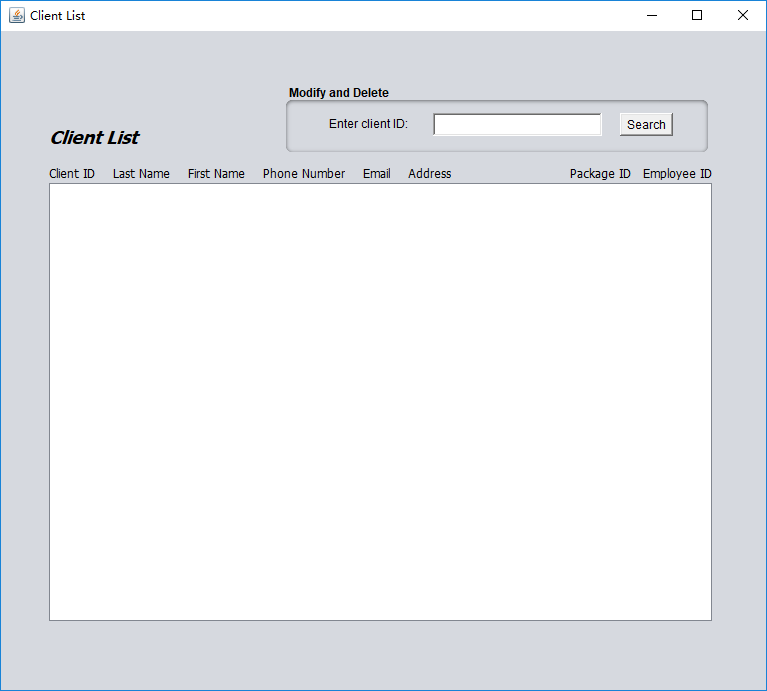 Client List
Modify and Delete
Enter client ID: Search
Client List
Client ID Last Name First Name Phone Number Email Address Package ID Employee ID